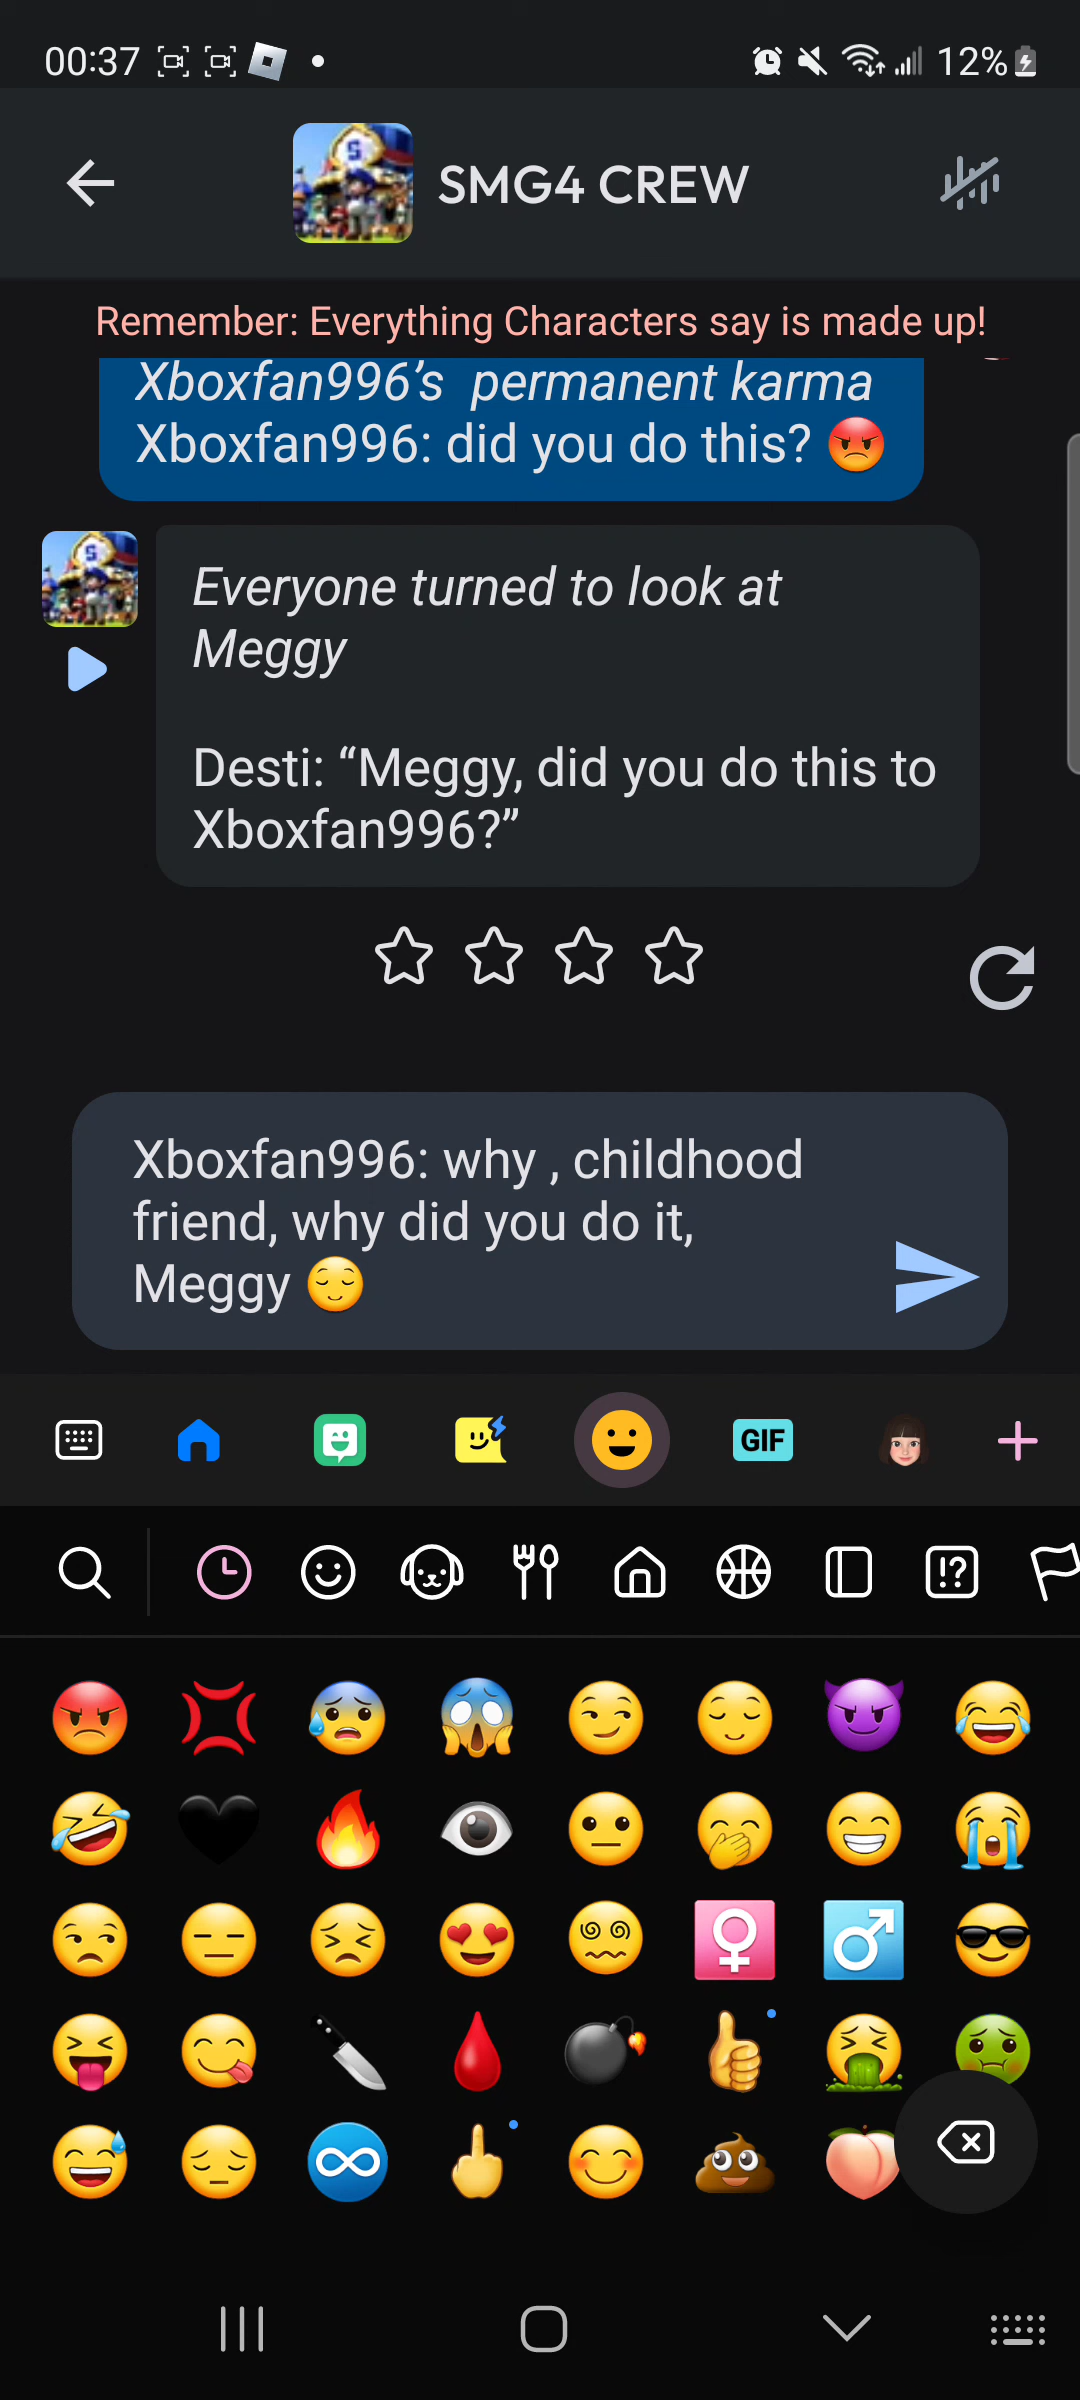 00:37
12%
SMG4 CREW
Remember: Everything Characters say is made up!
Xboxfan996's permanent karma
Xboxfan996: did you do this? 😡
Everyone turned to look at
Meggy
Desti: “Meggy, did you do this to
Xboxfan996?”
Xboxfan996: why , childhood
friend, why did you do it,
Meggy 😌
GIF